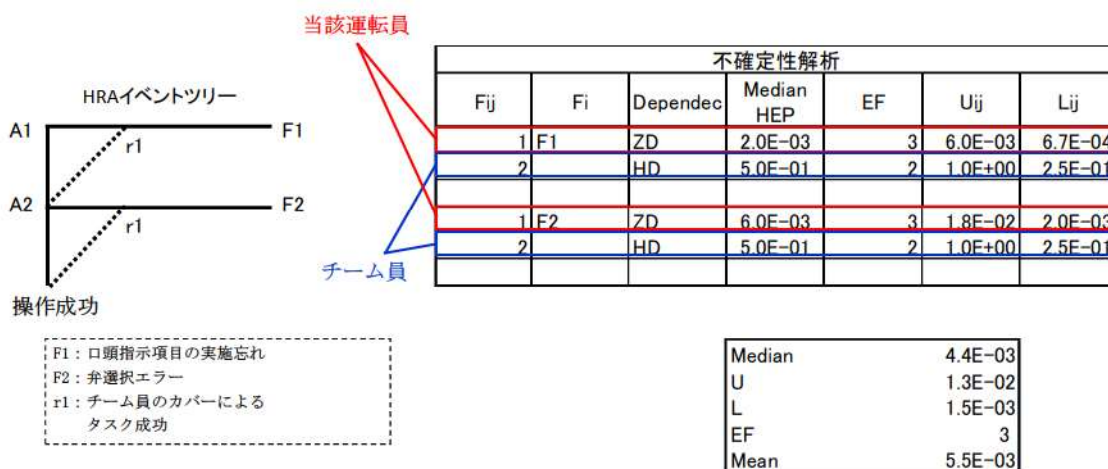 当該運転員
HRAイベントツリー
A1
F1
r1
A2
F2
r1
操作成功
チーム員
不確定性解析
Fij Fi Dependec Median HEP EF Uij Lij
1 F1 ZD 2.0E-03 3 6.0E-03 6.7E-04
2 HD 5.0E-01 2 1.0E+00 2.5E-01
1 F2 ZD 6.0E-03 3 1.8E-02 2.0E-03
2 HD 5.0E-01 2 1.0E+00 2.5E-01
F1：口頭指示項目の実施忘れ
F2：弁選択エラー
r1：チーム員のカバーによる
タスク成功
Median 4.4E-03
U 1.3E-02
L 1.5E-03
EF 3
Mean 5.5E-03